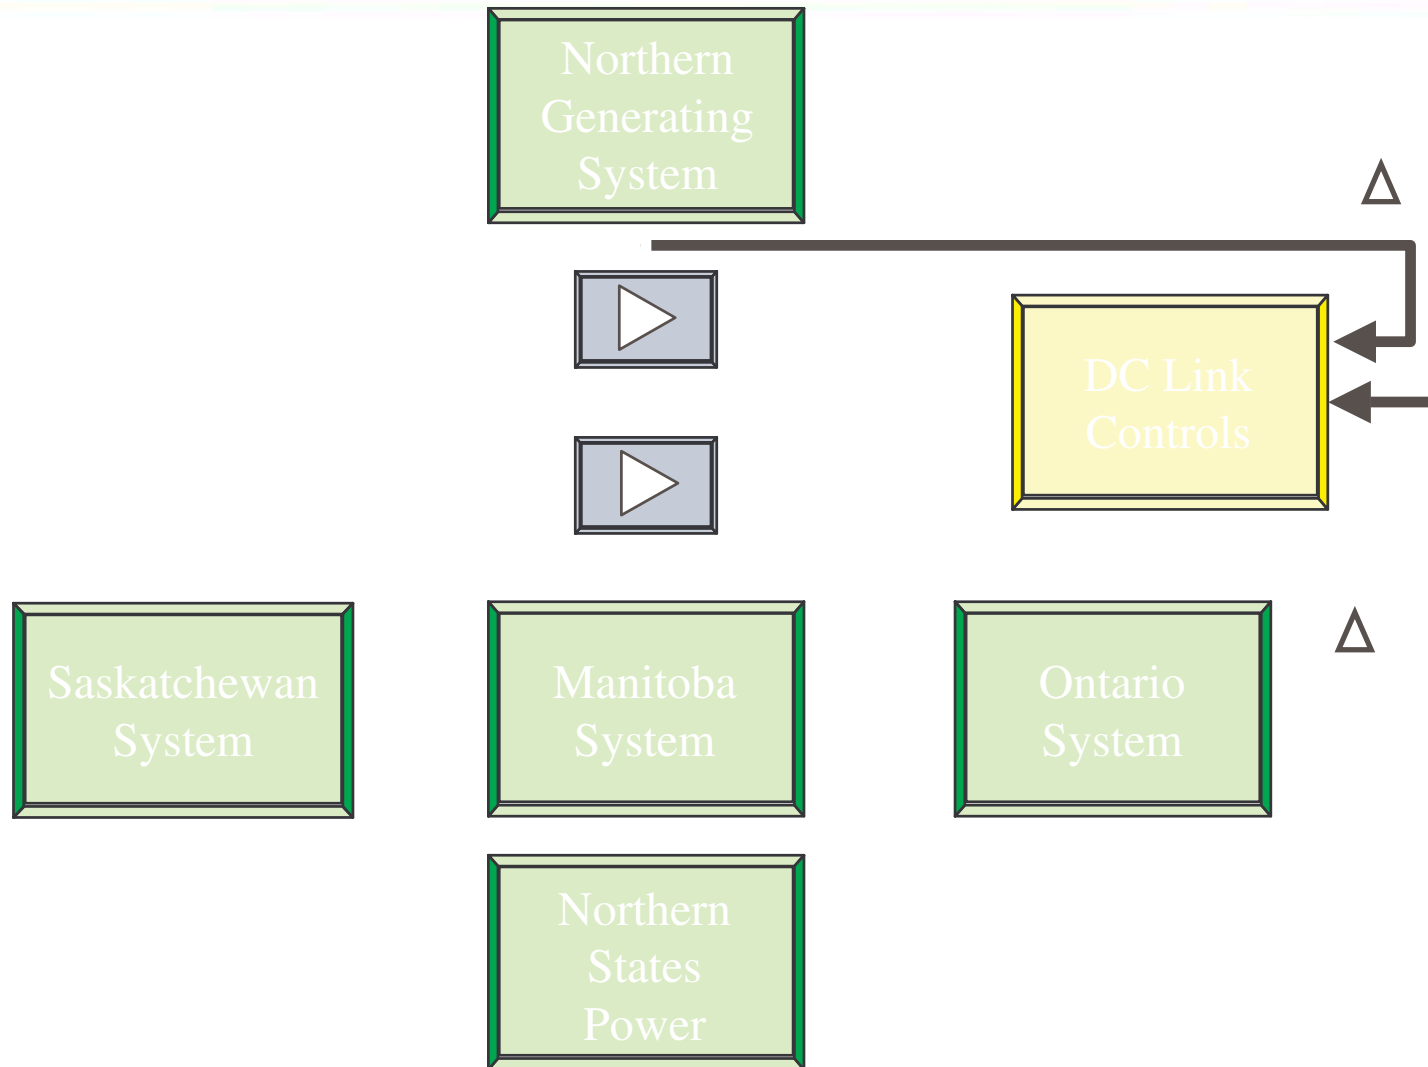 Northern
Generating
System
Δ
DC Link
Controls
Saskatchewan
System
Manitoba
System
Ontario
System
Δ
Northern
States
Power